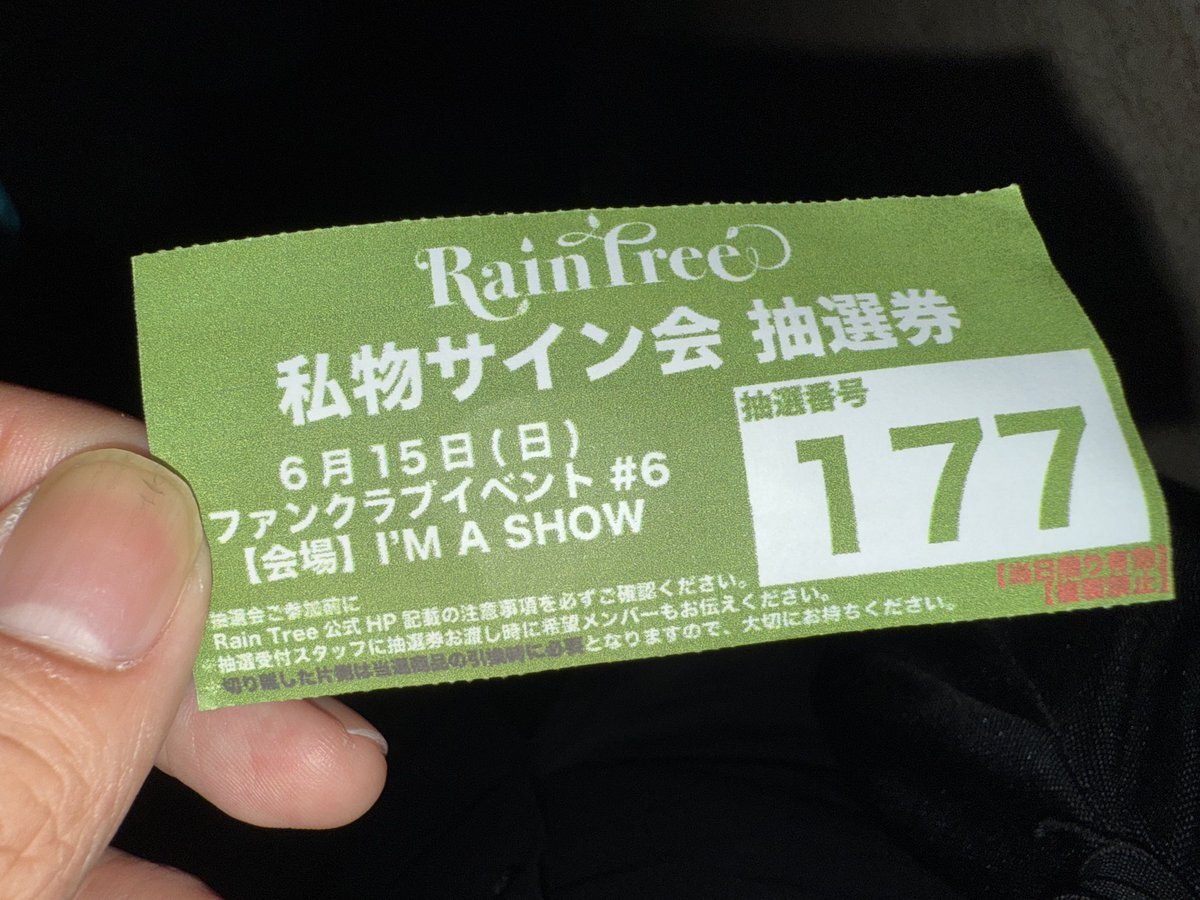 Rain Tree
私物サイン会 抽選券
6月15日(日)
ファンクラブイベント #6
【会場】I'M A SHOW
抽選番号
177
【当日限り有効】
【複製禁止】
抽選会ご参加前に
Rain Tree 公式 HP 記載の注意事項を必ずご確認ください。
抽選受付スタッフに抽選券お渡し時に希望メンバーもお伝えください。
切り離した片側は当選商品の引換時に必要となりますので、大切にお持ちください。